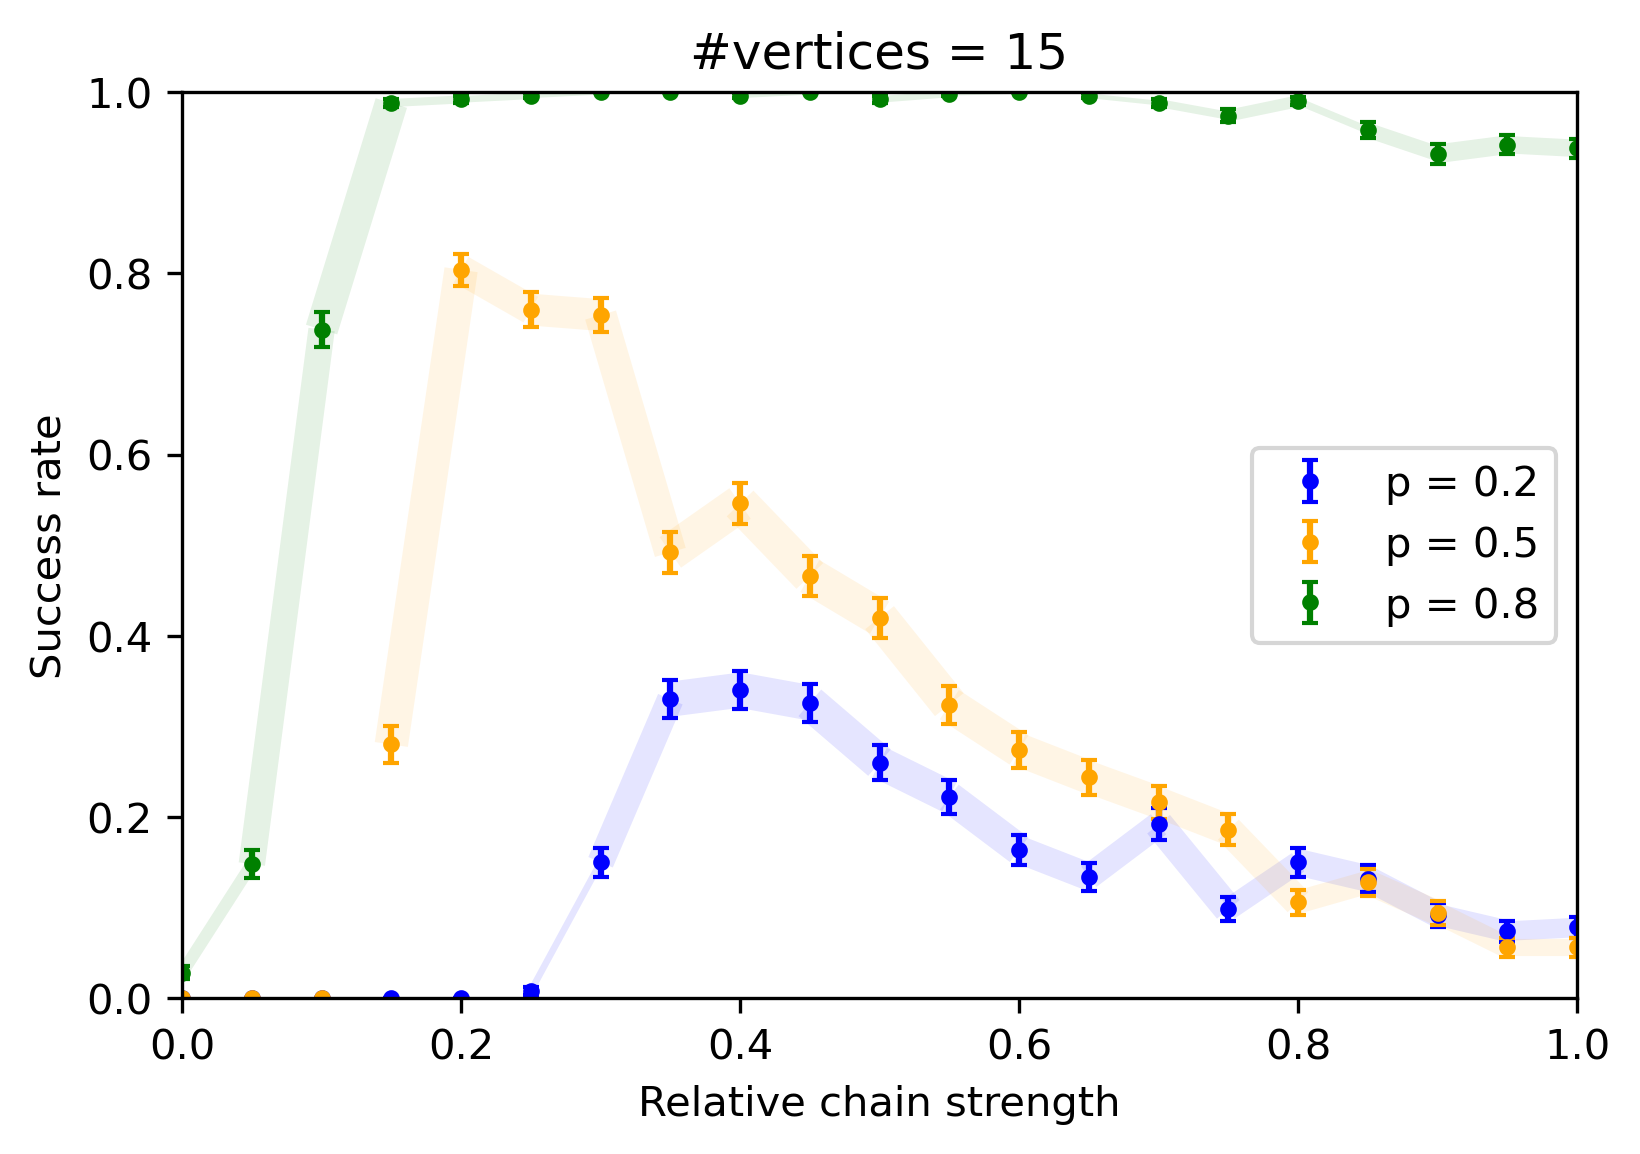 #vertices = 15
1.0
0.8
0.6
0.4
0.2
0.0
Success rate
p = 0.2
p = 0.5
p = 0.8
0.0 0.2 0.4 0.6 0.8 1.0
Relative chain strength